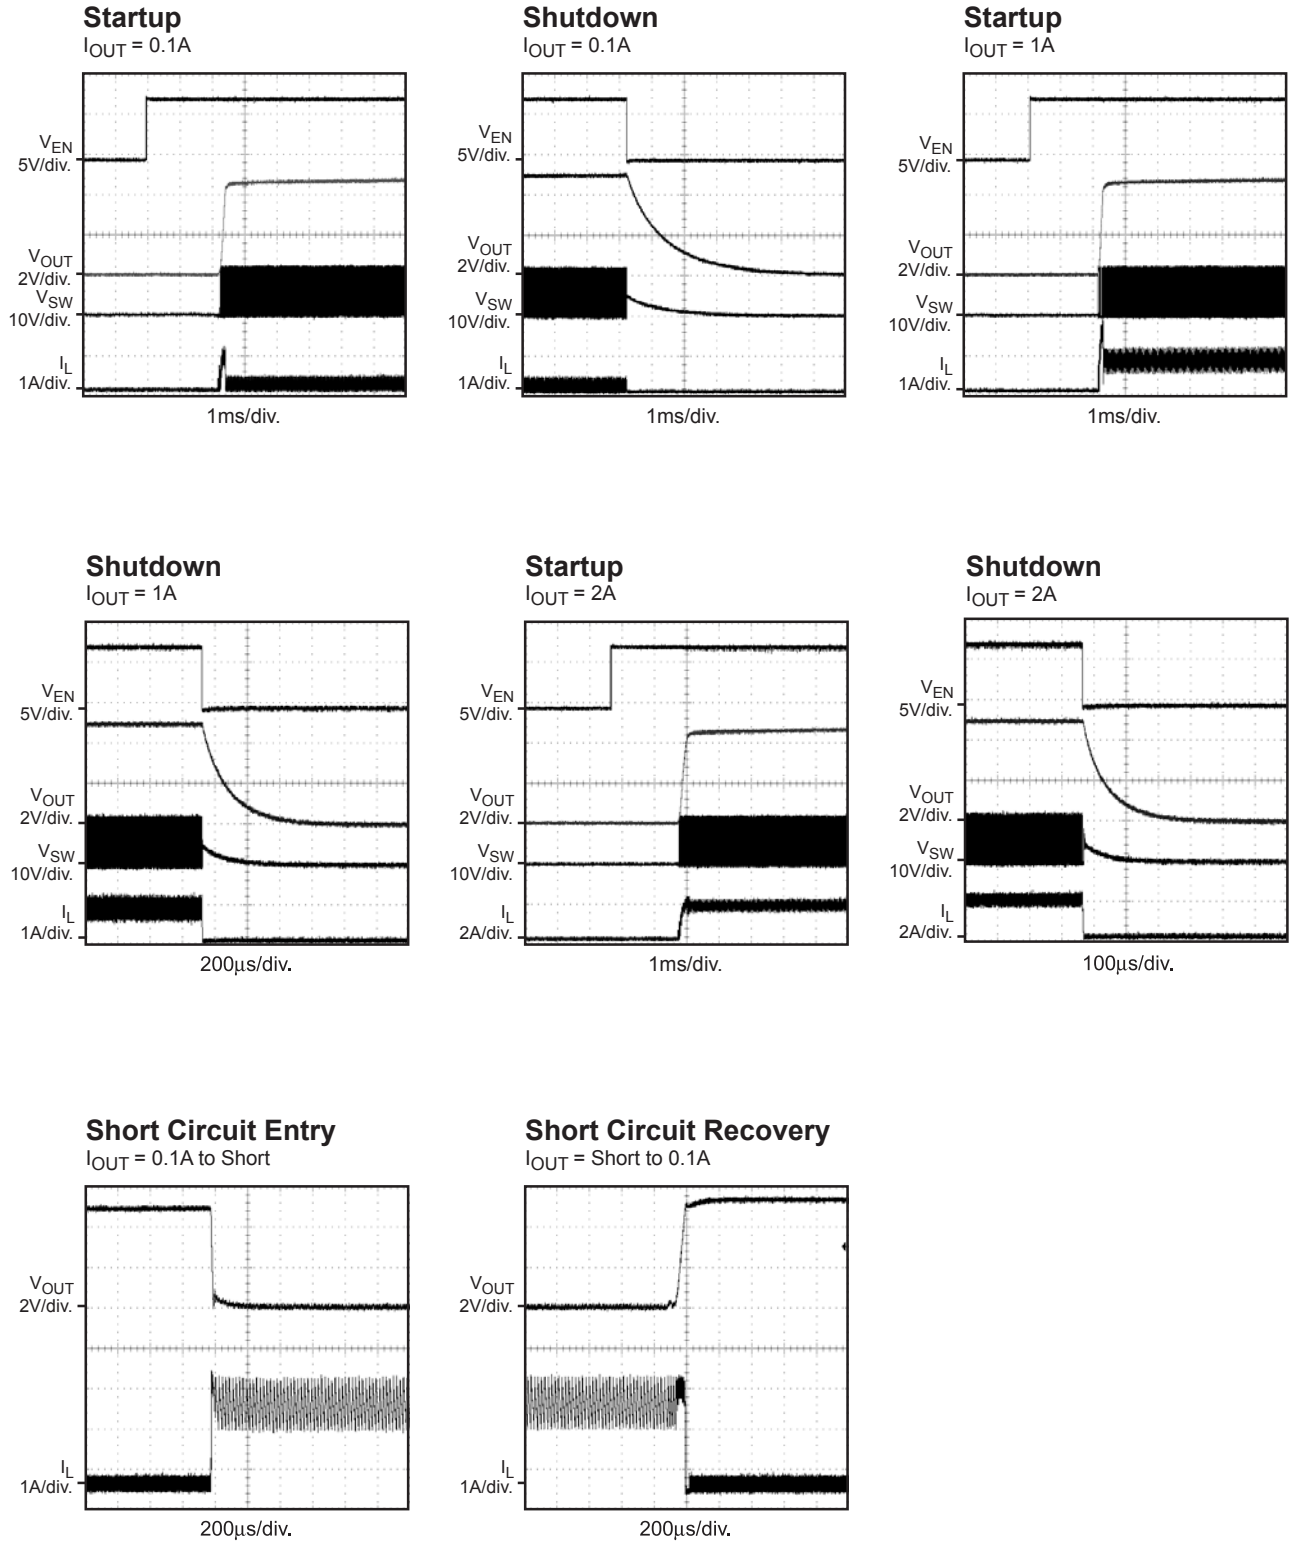 Startup
IOUT = 0.1A
VEN
5V/div.
VOUT
2V/div.
VSW
10V/div.
IL
1A/div.
1ms/div.
Shutdown
IOUT = 0.1A
VEN
5V/div.
VOUT
2V/div.
VSW
10V/div.
IL
1A/div.
1ms/div.
Startup
IOUT = 1A
VEN
5V/div.
VOUT
2V/div.
VSW
10V/div.
IL
1A/div.
1ms/div.
Shutdown
IOUT = 1A
VEN
5V/div.
VOUT
2V/div.
VSW
10V/div.
IL
1A/div.
200µs/div.
Startup
IOUT = 2A
VEN
5V/div.
VOUT
2V/div.
VSW
10V/div.
IL
2A/div.
1ms/div.
Shutdown
IOUT = 2A
VEN
5V/div.
VOUT
2V/div.
VSW
10V/div.
IL
2A/div.
100µs/div.
Short Circuit Entry
IOUT = 0.1A to Short
VOUT
2V/div.
IL
1A/div.
200µs/div.
Short Circuit Recovery
IOUT = Short to 0.1A
VOUT
2V/div.
IL
1A/div.
200µs/div.